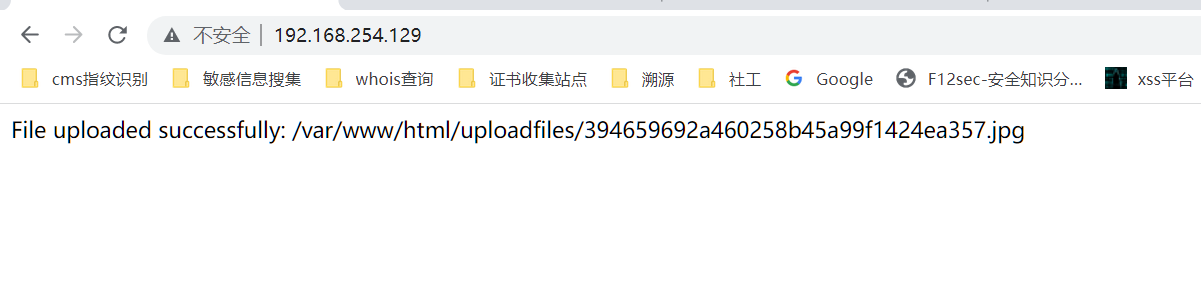 不安全 | 192.168.254.129
cms指纹识别 敏感信息搜集 whois查询 证书收集站点 溯源 社工 Google F12sec-安全知识分... xss平台
File uploaded successfully: /var/www/html/uploadfiles/394659692a460258b45a99f1424ea357.jpg